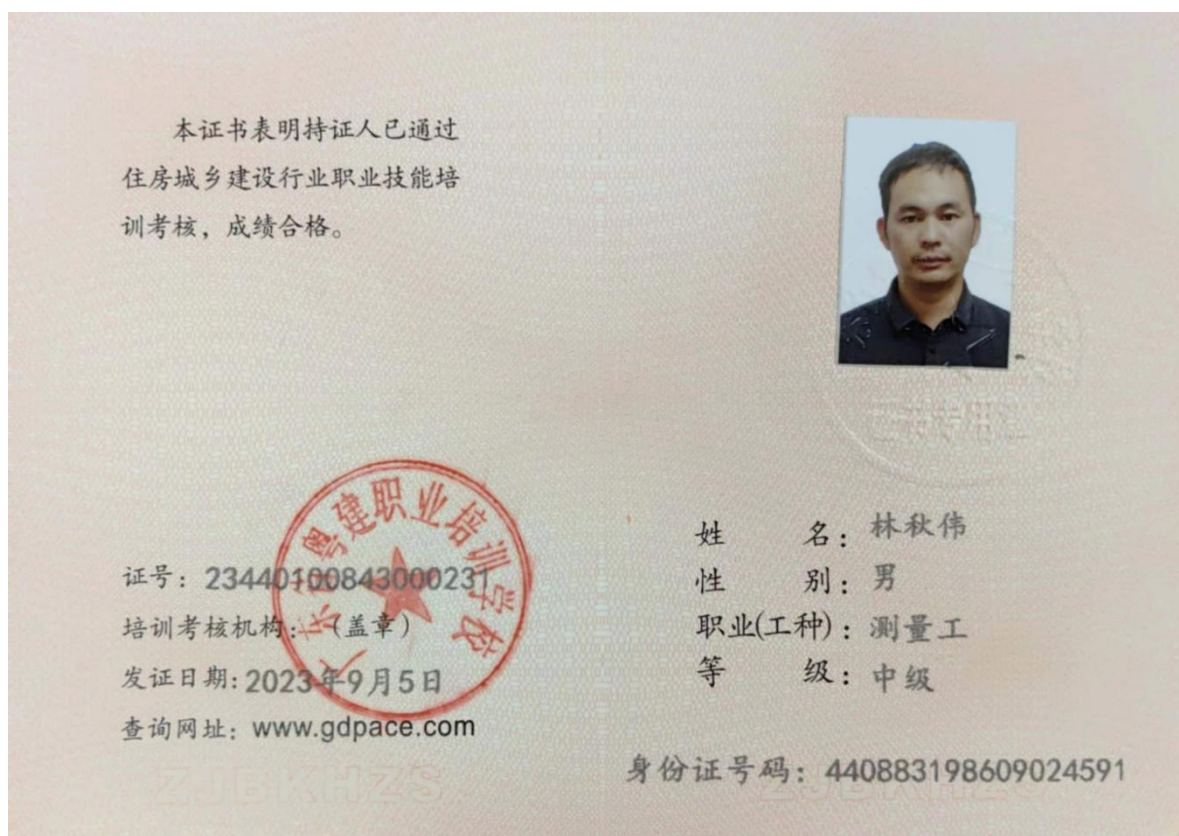 本证书表明持证人已通过
住房城乡建设行业职业技能培
训考核，成绩合格。
广东省粤建职业培训学校
证号：23440100843000231
培训考核机构：（盖章）
发证日期：2023年9月5日
查询网址：www.gdpace.com
姓　　名：林秋伟
性　　别：男
职业(工种)：测量工
等　　级：中级
身份证号码：440883198609024591
ZJBKHZS
ZJBKHZS